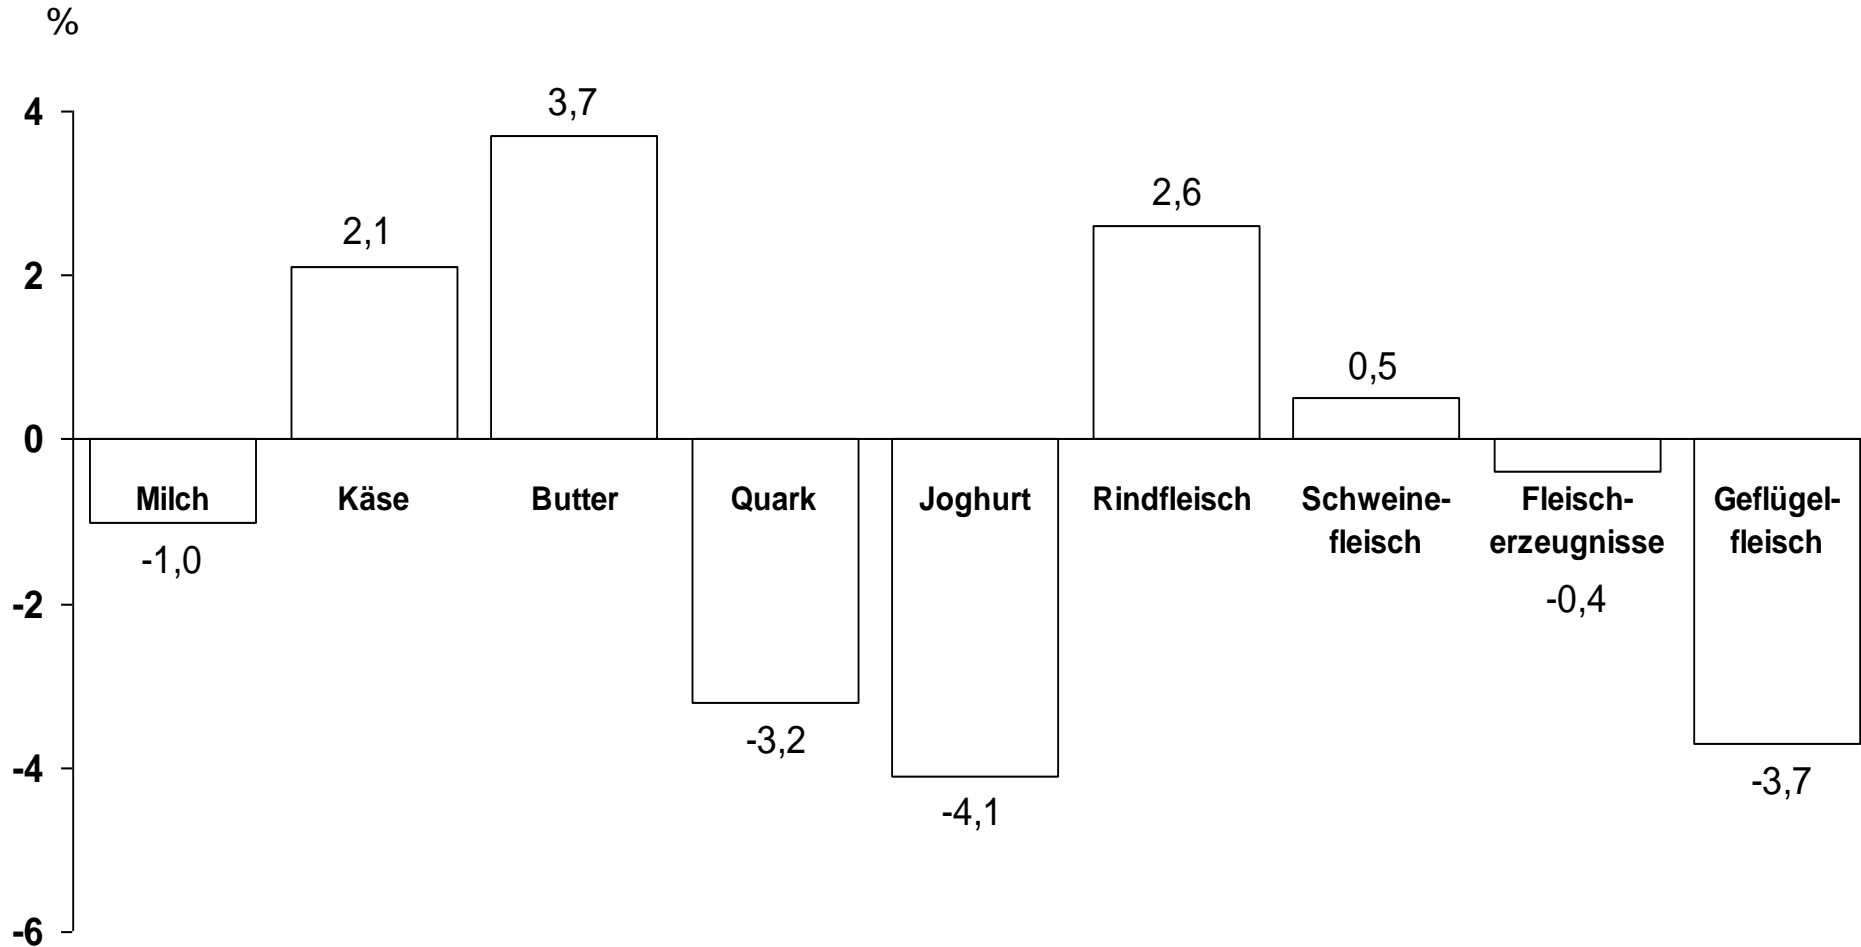 %
4
3,7
2,6
2,1
2
0,5
0
Milch
Käse
Butter
Quark
Joghurt
Rindfleisch
Schweine-
fleisch
Fleisch-
erzeugnisse
Geflügel-
fleisch
-1,0
-0,4
-2
-3,2
-4
-3,7
-4,1
-6